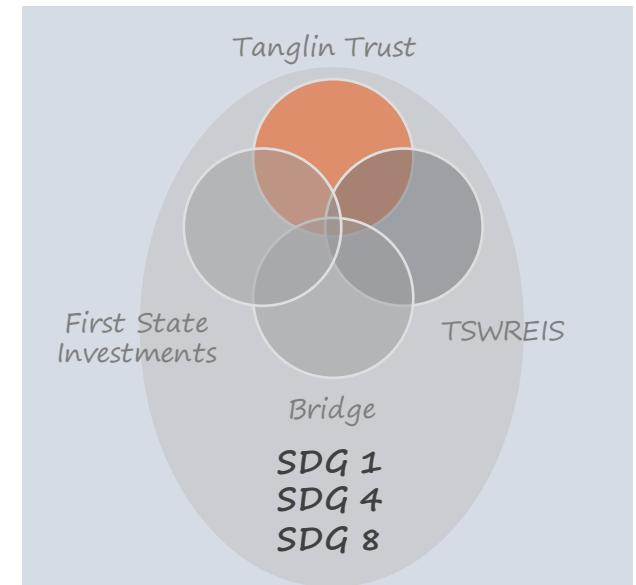 Tanglin Trust
First State
Investments
TSWREIS
Bridge
SDG 1
SDG 4
SDG 8